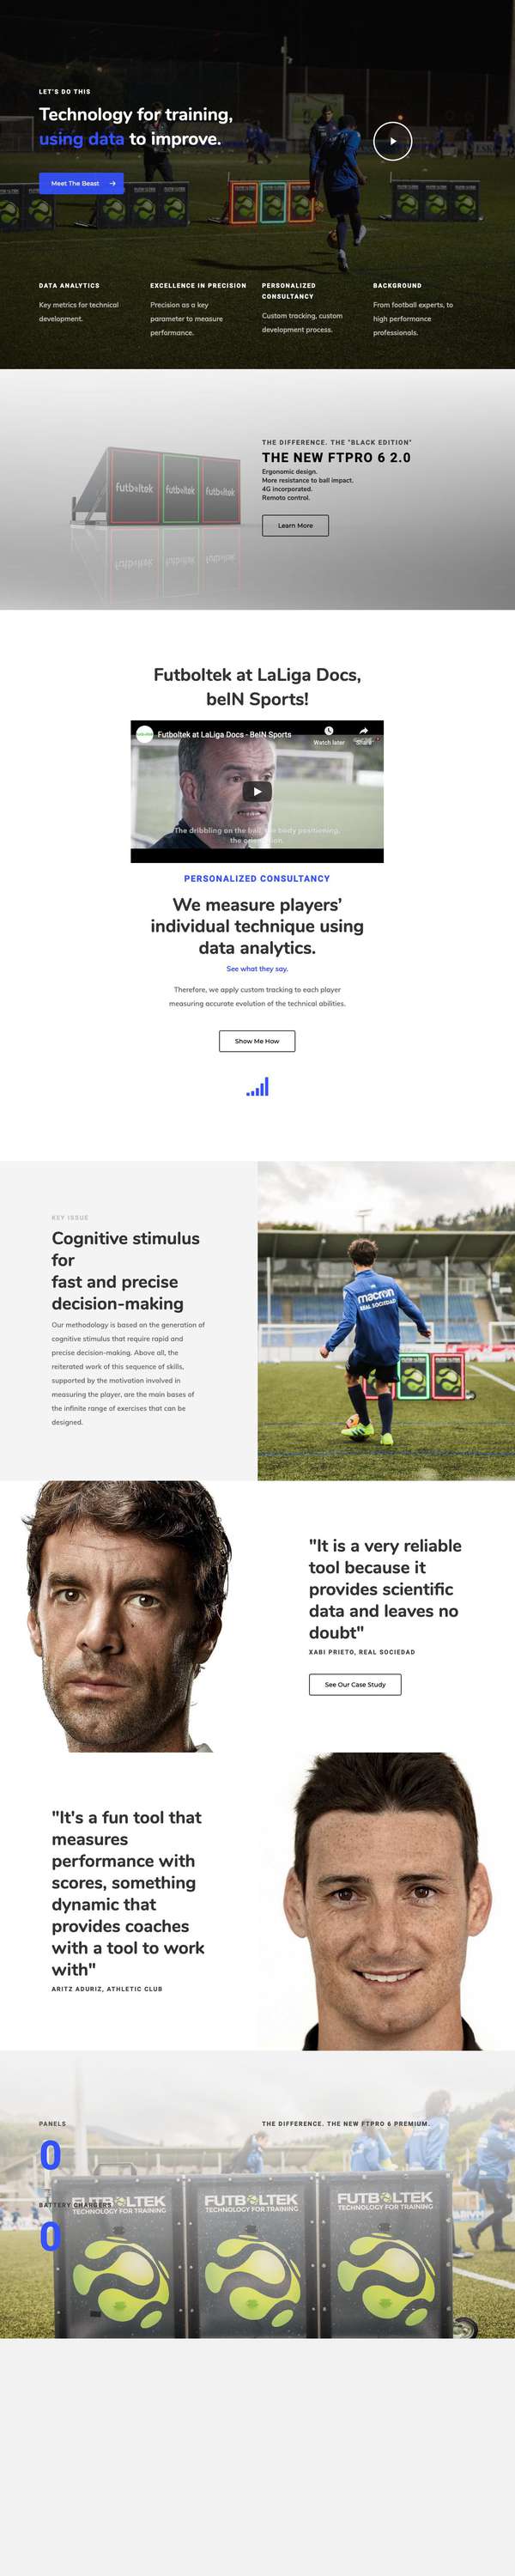 LET'S DO THIS
Technology for training,
using data to improve.
Meet The Beast
DATA ANALYTICS
Key metrics for technical
development.
EXCELLENCE IN PRECISION
Precision as a key
parameter to measure
performance.
PERSONALIZED
CONSULTANCY
Custom tracking, custom
development process.
BACKGROUND
From football experts, to
high performance
professionals.
THE DIFFERENCE. THE "BLACK EDITION"
THE NEW FTPRO 6 2.0
Ergonomic design.
More resistance to ball impact.
4G incorporated.
Remote control.
Learn More
futboltek futboltek futboltek
Futboltek at LaLiga Docs,
beIN Sports!
Futboltek at LaLiga Docs - BeIN Sports
Watch later
Share
The dribbling on the ball, the body positioning,
PERSONALIZED CONSULTANCY
We measure players'
individual technique using
data analytics.
See what they say.
Therefore, we apply custom tracking to each player
measuring accurate evolution of the technical abilities.
Show Me How
KEY ISSUE
Cognitive stimulus
for
fast and precise
decision-making
Our methodology is based on the generation of
cognitive stimulus that require rapid and
precise decision-making. Above all, the
reiterated work of this sequence of skills,
supported by the motivation involved in
measuring the player, are the main bases of
the infinite range of exercises that can be
designed.
macron
REAL SOCIEDAD
"It is a very reliable
tool because it
provides scientific
data and leaves no
doubt"
XABI PRIETO, REAL SOCIEDAD
See Our Case Study
"It's a fun tool that
measures
performance with
scores, something
dynamic that
provides coaches
with a tool to work
with"
ARITZ ADURIZ, ATHLETIC CLUB
PANELS
0
BATTERY CHARGERS
0
THE DIFFERENCE. THE NEW FTPRO 6 PREMIUM.
FUTBOLTEK FUTBOLTEK FUTBOLTEK
TECHNOLOGY FOR TRAINING TECHNOLOGY FOR TRAINING TECHNOLOGY FOR TRAINING